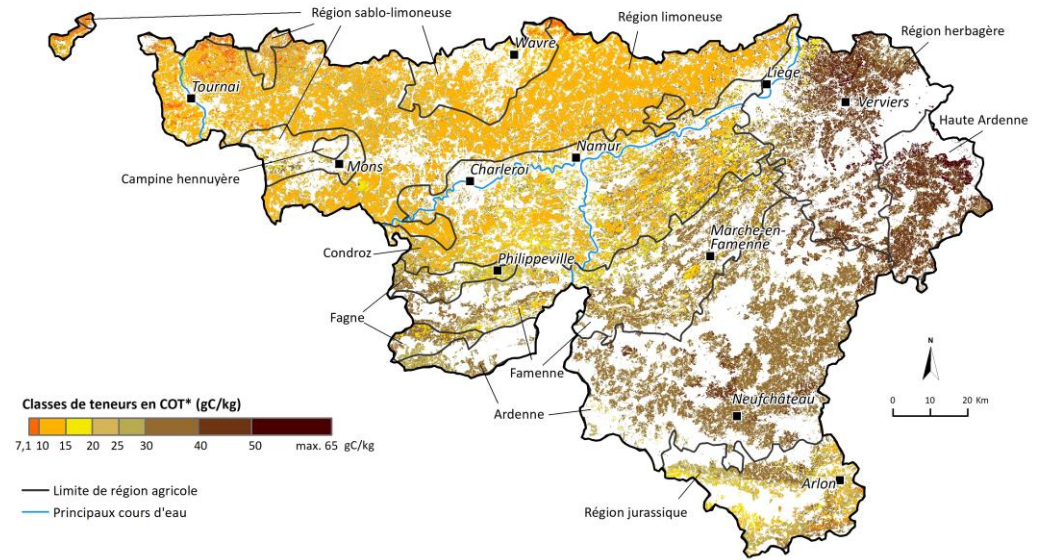 Région sablo-limoneuse
Région limoneuse
Région herbagère
Wavre
Tournai
Liège
Verviers
Haute Ardenne
Namur
Mons
Campine hennuyère
Charleroi
Marche-en-
Famenne
Condroz
Philippeville
Fagne
N
Famenne
Ardenne
Neufchâteau
Classes de teneurs en COT* (gC/kg)
7,1 10 15 20 25 30 40 50 max. 65 gC/kg
0 10 20 Km
Limite de région agricole
Principaux cours d'eau
Arlon
Région jurassique